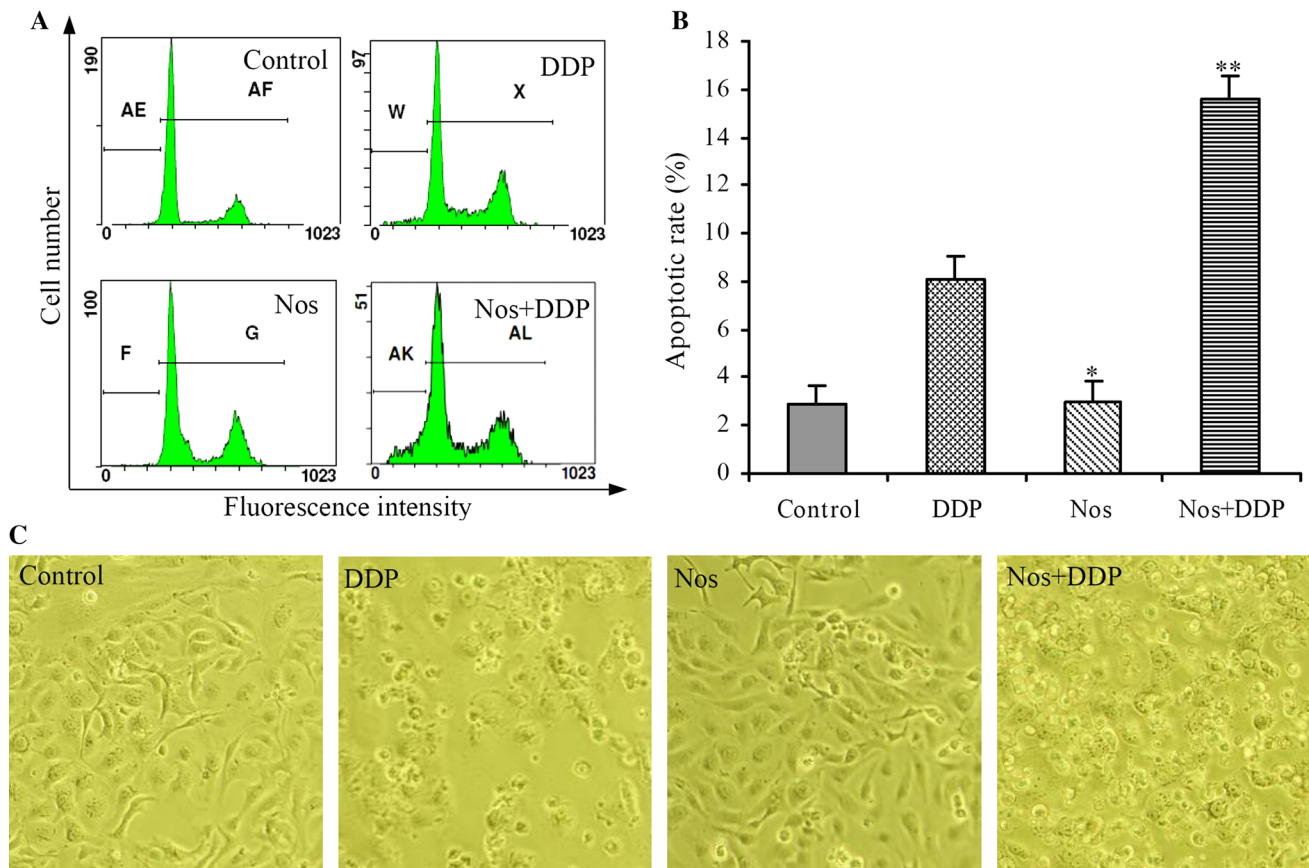 A
Cell number
190
Control
AE
AF
0
1023
97
DDP
W
X
0
1023
100
Nos
F
G
0
1023
51
Nos+DDP
AK
AL
0
1023
Fluorescence intensity
B
Apoptotic rate (%)
18
16
14
12
10
8
6
4
2
0
*
**
Control
DDP
Nos
Nos+DDP
C
Control
DDP
Nos
Nos+DDP